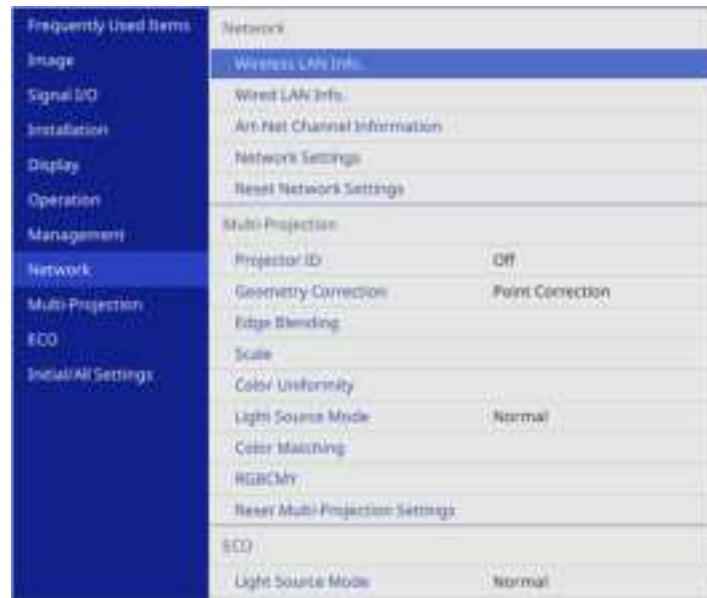 Frequently Used Items
Image
Signal I/O
Installation
Display
Operation
Management
Network
Multi-Projection
ECO
Initial/All Settings
Network
Wireless LAN Info.
Wired LAN Info.
Art-Net Channel Information
Network Settings
Reset Network Settings
Multi-Projection
Projector ID Off
Geometry Correction Point Correction
Edge Blending
Scale
Color Uniformity
Light Source Mode Normal
Color Matching
RGBCMY
Reset Multi-Projection Settings
ECO
Light Source Mode Normal